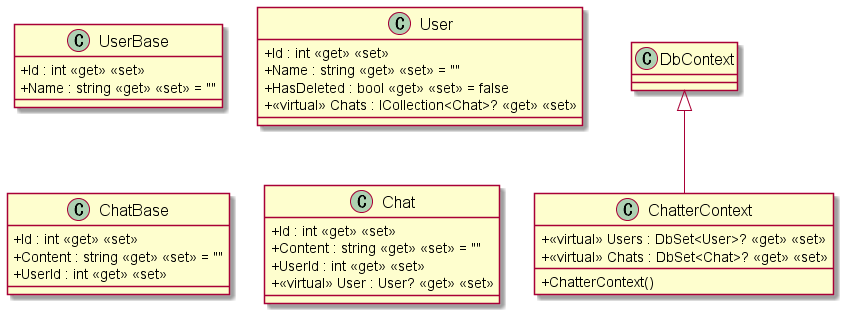 C UserBase
+Id : int «get» «set»
+Name : string «get» «set» = ""
C User
+Id : int «get» «set»
+Name : string «get» «set» = ""
+HasDeleted : bool «get» «set» = false
+«virtual» Chats : ICollection<Chat>? «get» «set»
C DbContext
C ChatBase
+Id : int «get» «set»
+Content : string «get» «set» = ""
+UserId : int «get» «set»
C Chat
+Id : int «get» «set»
+Content : string «get» «set» = ""
+UserId : int «get» «set»
+«virtual» User : User? «get» «set»
C ChatterContext
+«virtual» Users : DbSet<User>? «get» «set»
+«virtual» Chats : DbSet<Chat>? «get» «set»
+ChatterContext()